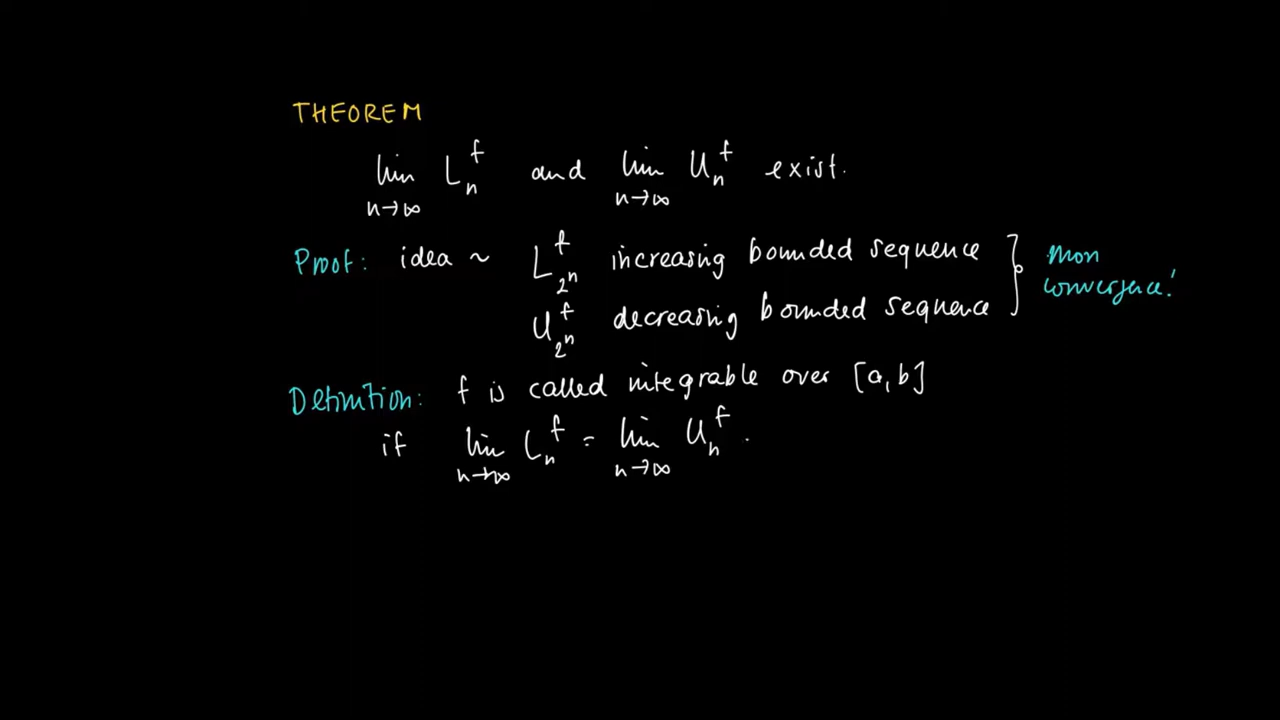 THEOREM
lim n→∞ L_n^f and lim n→∞ U_n^f exist.
Proof: idea ~ L_{2^n}^f increasing bounded sequence } mon
U_{2^n}^f decreasing bounded sequence convergence!
Definition: f is called integrable over [a,b]
if lim n→∞ L_n^f = lim n→∞ U_n^f.